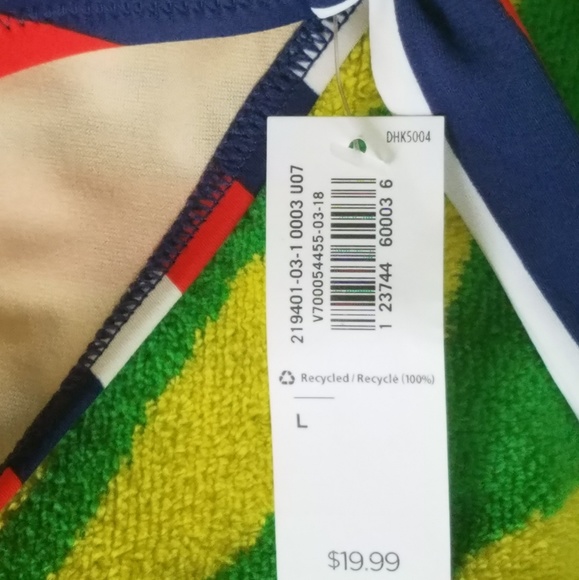 DHK5004
219401-03-1 0003 U07
V700054455-03-18
1 23744 60003 6
Recycled / Recyclé (100%)
L
$19.99